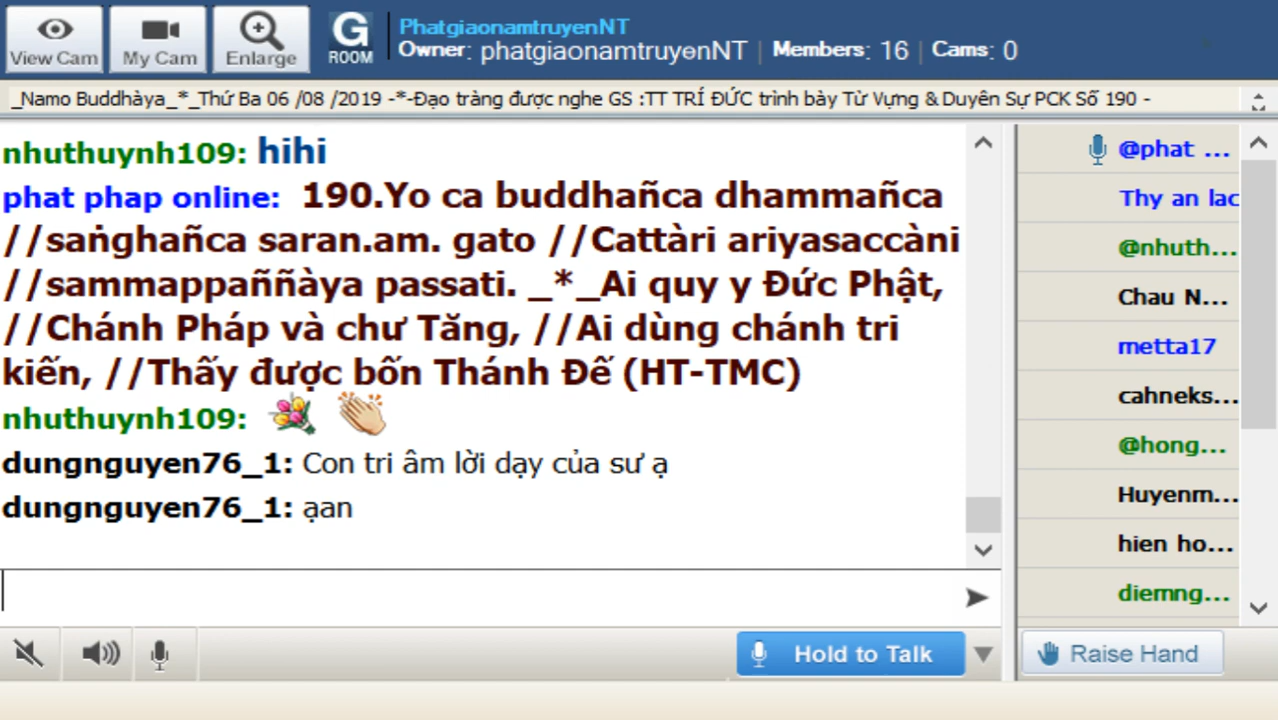 View Cam
My Cam
Enlarge
G
ROOM
PhatgiaonamtruyenNT
Owner: phatgiaonamtruyenNT | Members: 16 | Cams: 0
_Namo Buddhàya_*_Thứ Ba 06 /08 /2019 -*-Đạo tràng được nghe GS :TT TRÍ ĐỨC trình bày Từ Vựng & Duyên Sự PCK Số 190 -
nhuthuynh109: hihi
phat phap online: 190.Yo ca buddhañca dhammañca
//saṅghañca saran.am. gato //Cattàri ariyasaccàni
//sammappaññàya passati. _*_Ai quy y Đức Phật,
//Chánh Pháp và chư Tăng, //Ai dùng chánh tri
kiến, //Thấy được bốn Thánh Đế (HT-TMC)
nhuthuynh109:
dungnguyen76_1: Con tri âm lời dạy của sư ạ
dungnguyen76_1: ạan
@phat ...
Thy an lac
@nhuth...
Chau N...
metta17
cahneks...
@hong...
Huyenm...
hien ho...
diemng...
Hold to Talk
Raise Hand